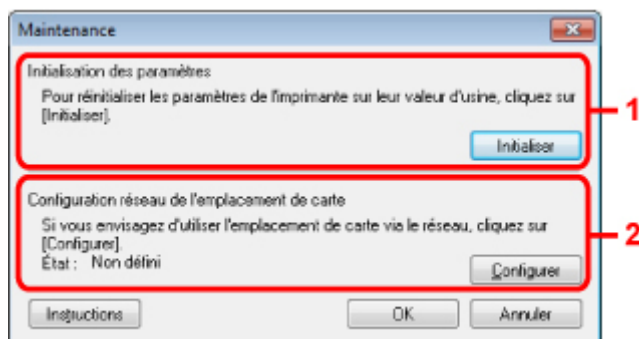 Maintenance
Initialisation des paramètres
Pour réinitialiser les paramètres de l'imprimante sur leur valeur d'usine, cliquez sur
[Initialiser].
Initialiser
1
Configuration réseau de l'emplacement de carte
Si vous envisagez d'utiliser l'emplacement de carte via le réseau, cliquez sur
[Configurer].
État : Non défini
Configurer
2
Instructions OK Annuler